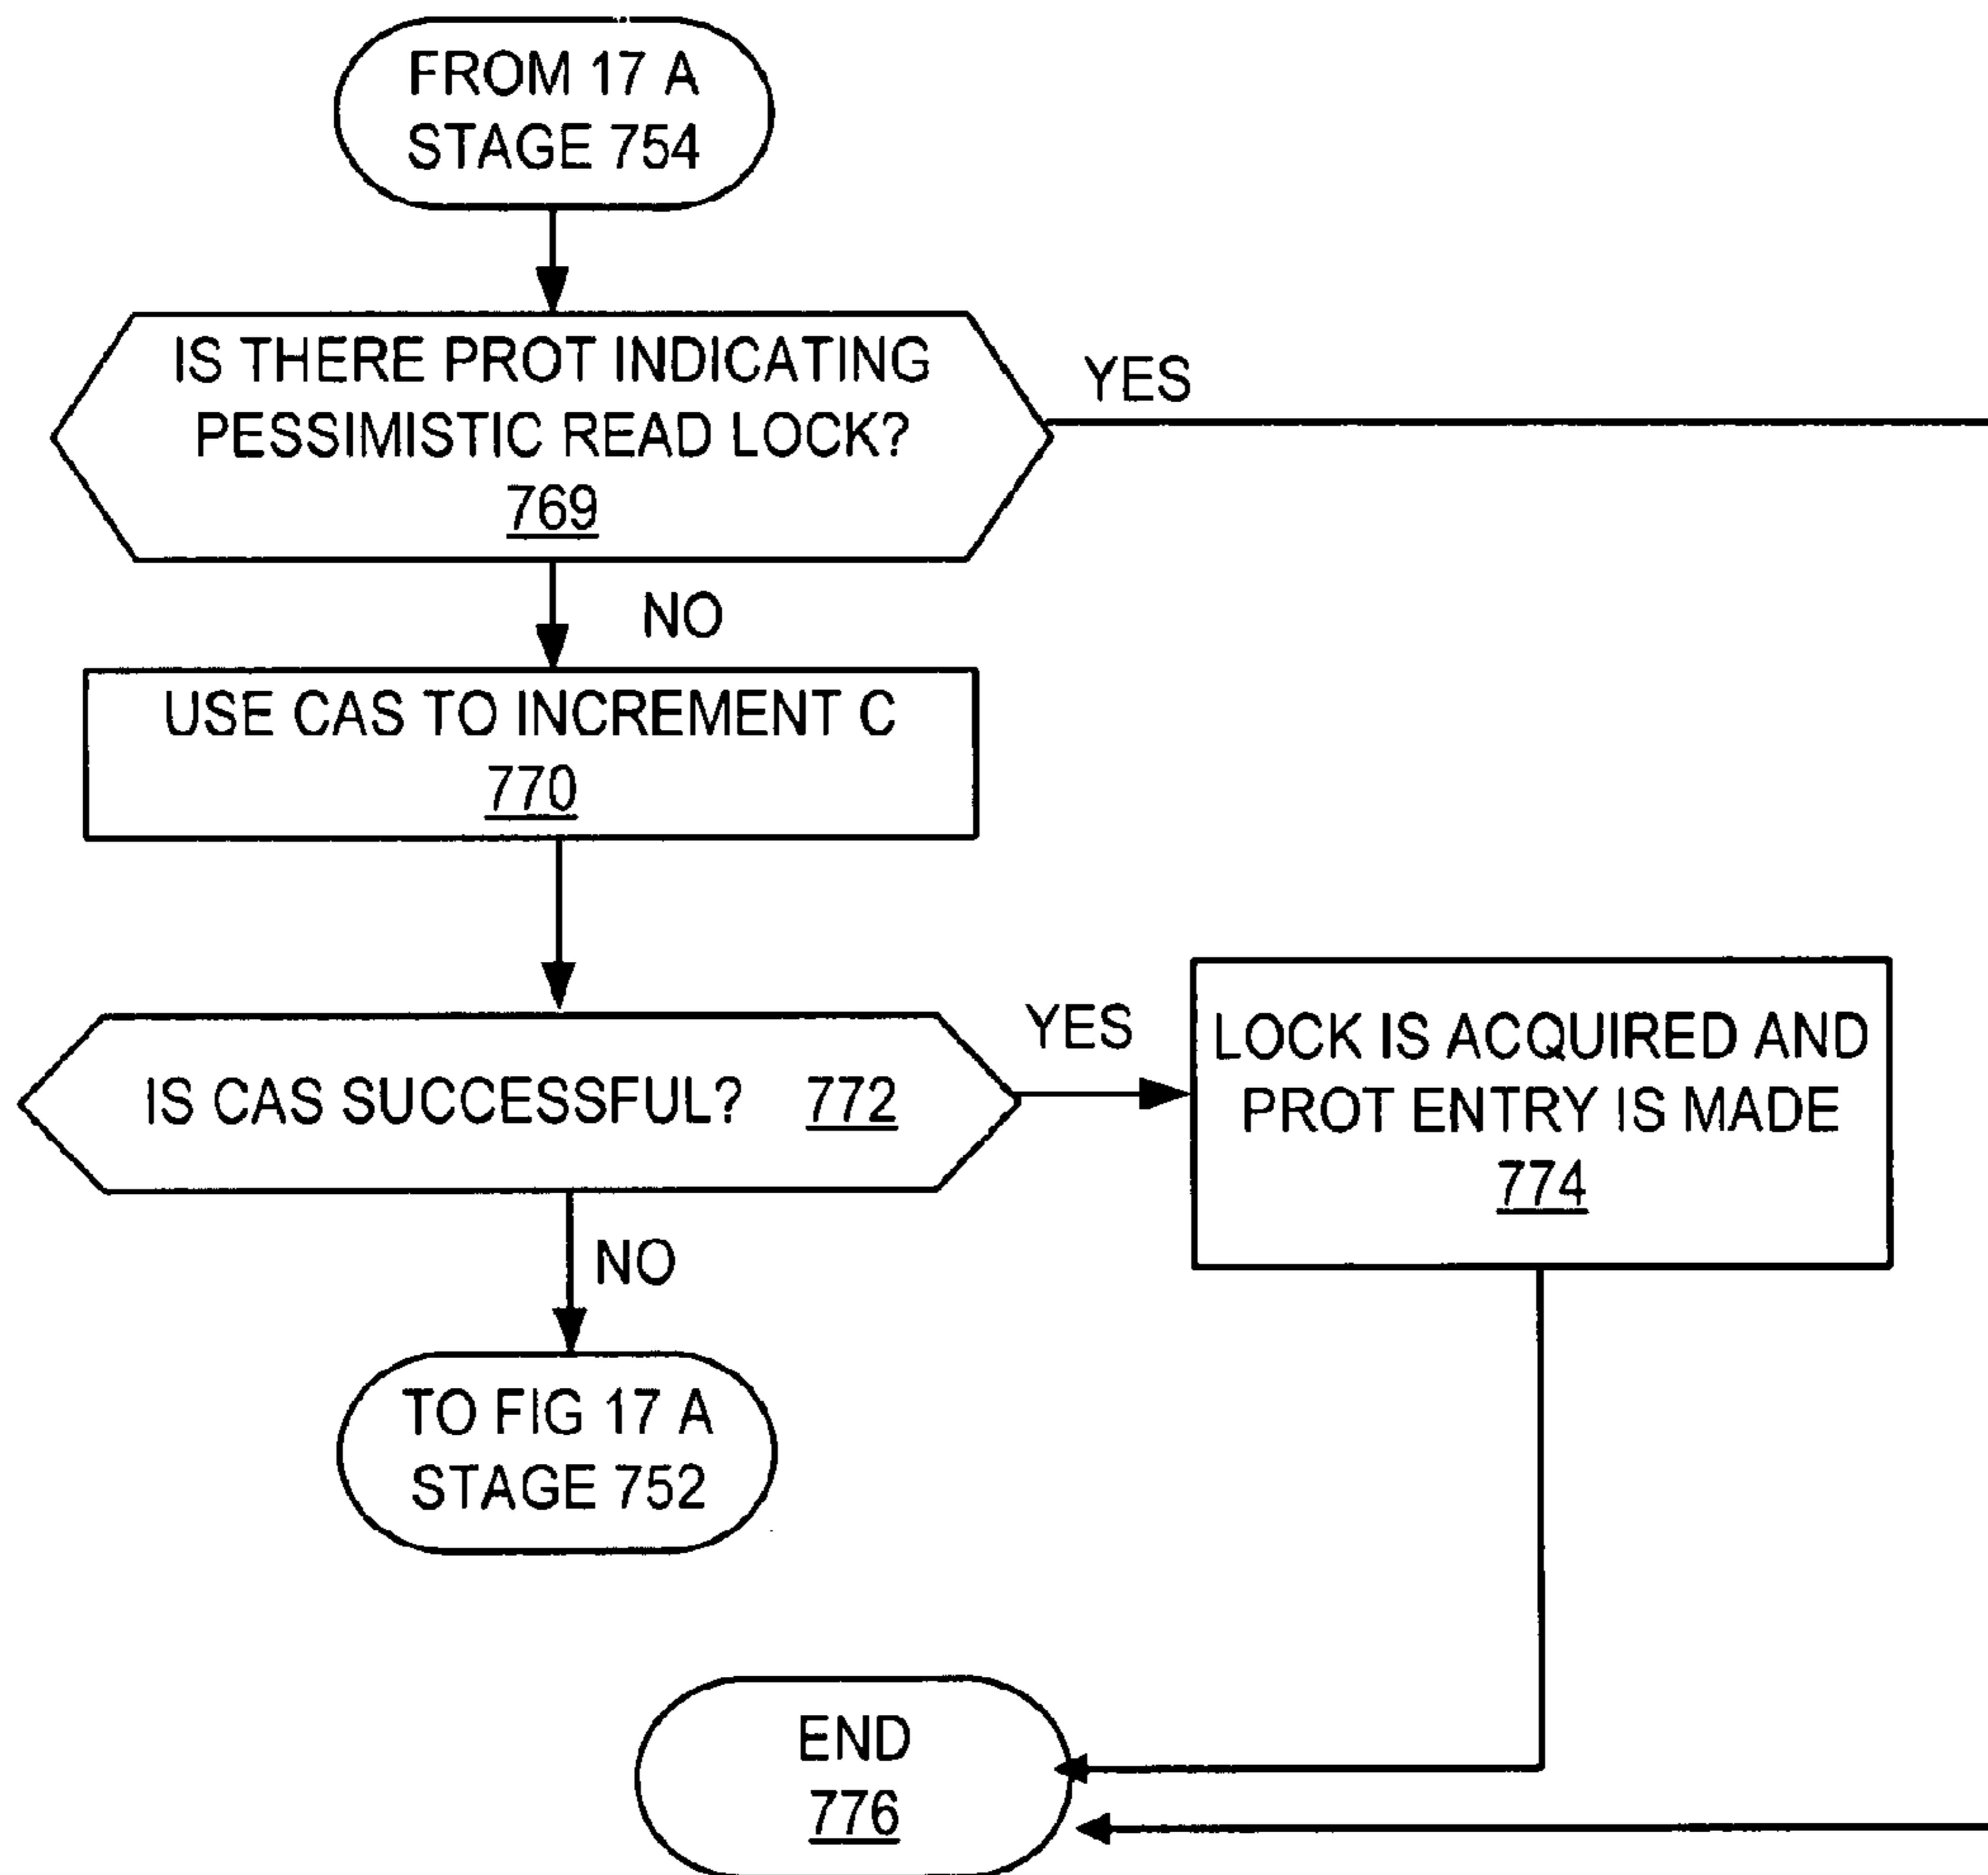 FROM 17 A
STAGE 754
IS THERE PROT INDICATING
PESSIMISTIC READ LOCK?
769
YES
NO
USE CAS TO INCREMENT C
770
IS CAS SUCCESSFUL? 772
YES
LOCK IS ACQUIRED AND
PROT ENTRY IS MADE
774
NO
TO FIG 17 A
STAGE 752
END
776